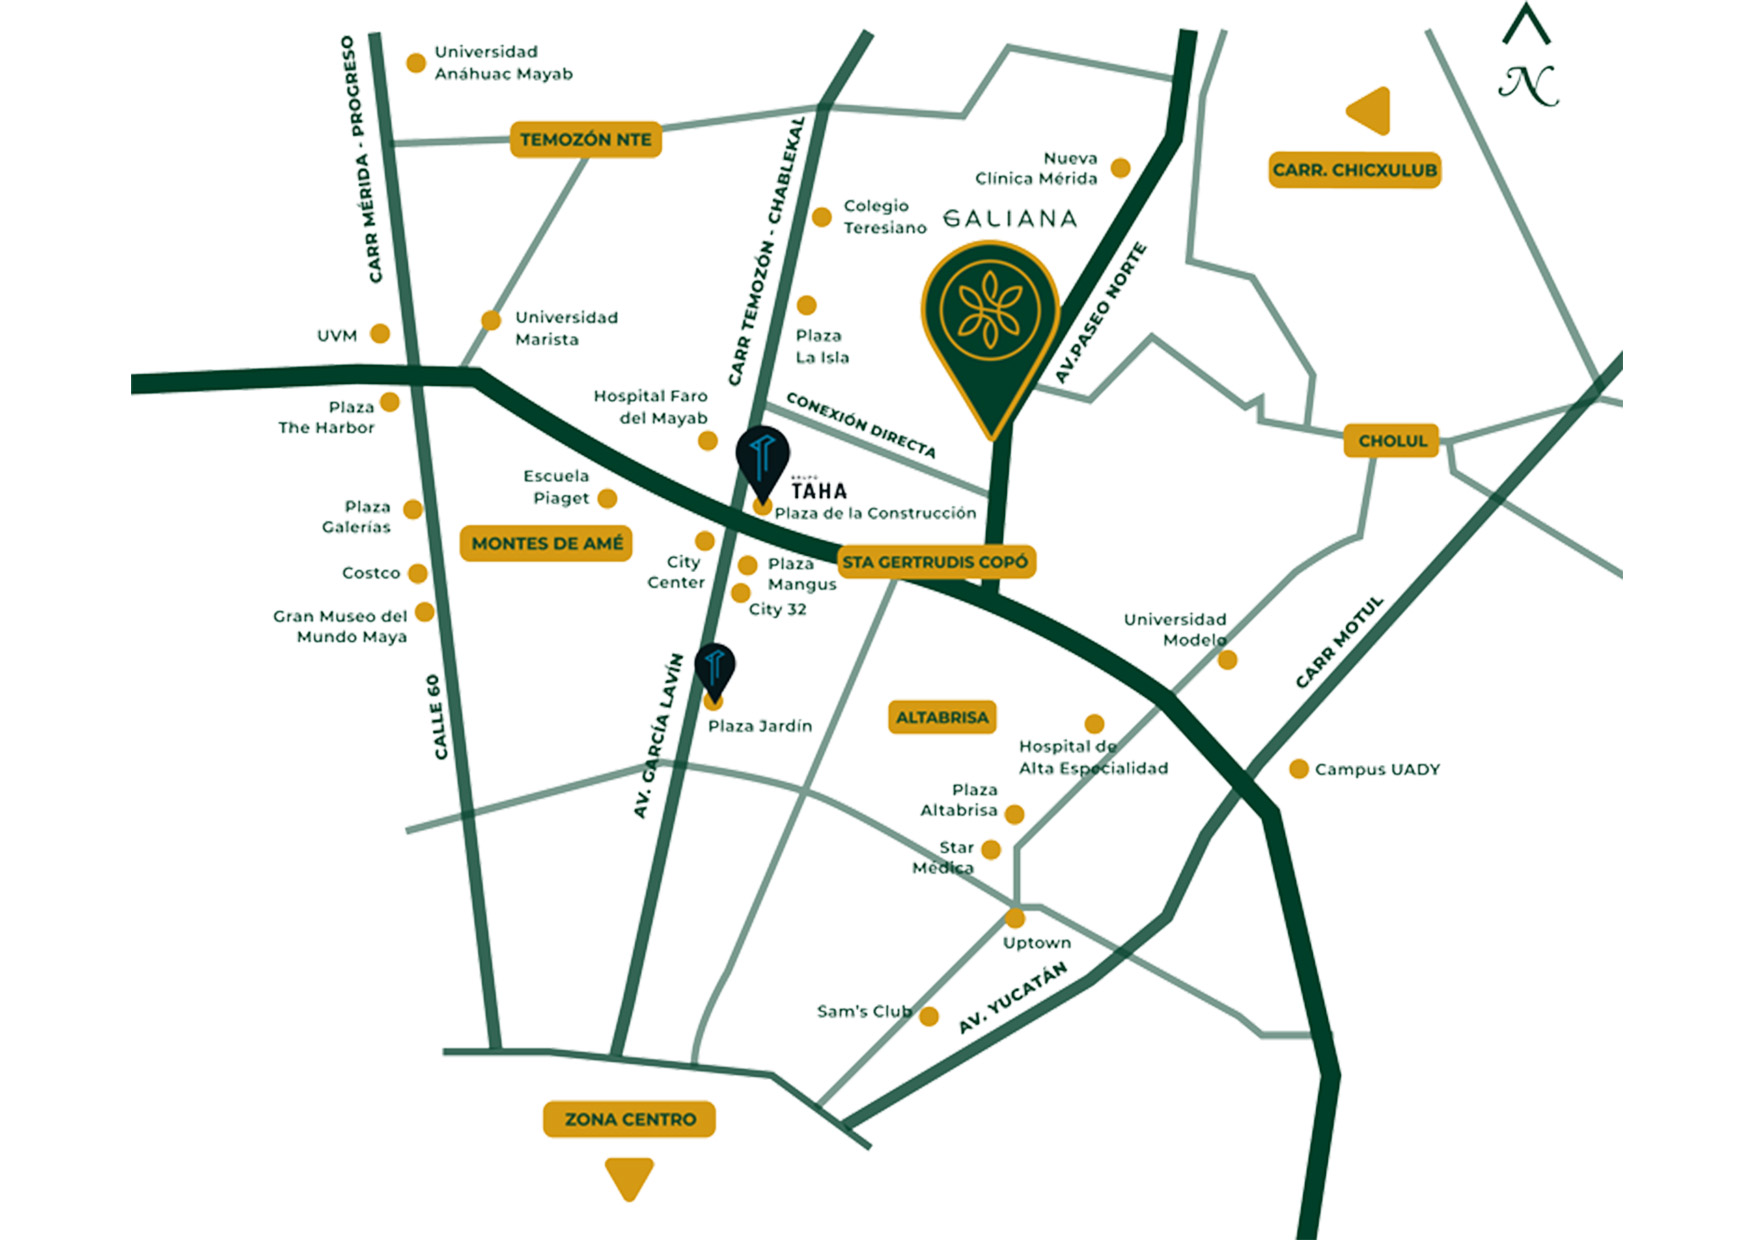 N
Universidad
Anáhuac Mayab
CARR MÉRIDA - PROGRESO
TEMOZÓN NTE
CARR TEMOZÓN - CHABLEKAL
Nueva
Clínica Mérida
CARR. CHICXULUB
Colegio
Teresiano
GALIANA
AV.PASEO NORTE
UVM
Universidad
Marista
Plaza
La Isla
Plaza
The Harbor
Hospital Faro
del Mayab
CONEXIÓN DIRECTA
CHOLUL
Escuela
Piaget
GRUPO
TAHA
Plaza de la Construcción
Plaza
Galerías
MONTES DE AMÉ
City
Center
Plaza
Mangus
City 32
STA GERTRUDIS COPÓ
Costco
Gran Museo del
Mundo Maya
Universidad
Modelo
CARR MOTUL
CALLE 60
AV. GARCÍA LAVÍN
Plaza Jardín
ALTABRISA
Hospital de
Alta Especialidad
Campus UADY
Plaza
Altabrisa
Star
Médica
Uptown
Sam's Club
AV. YUCATÁN
ZONA CENTRO